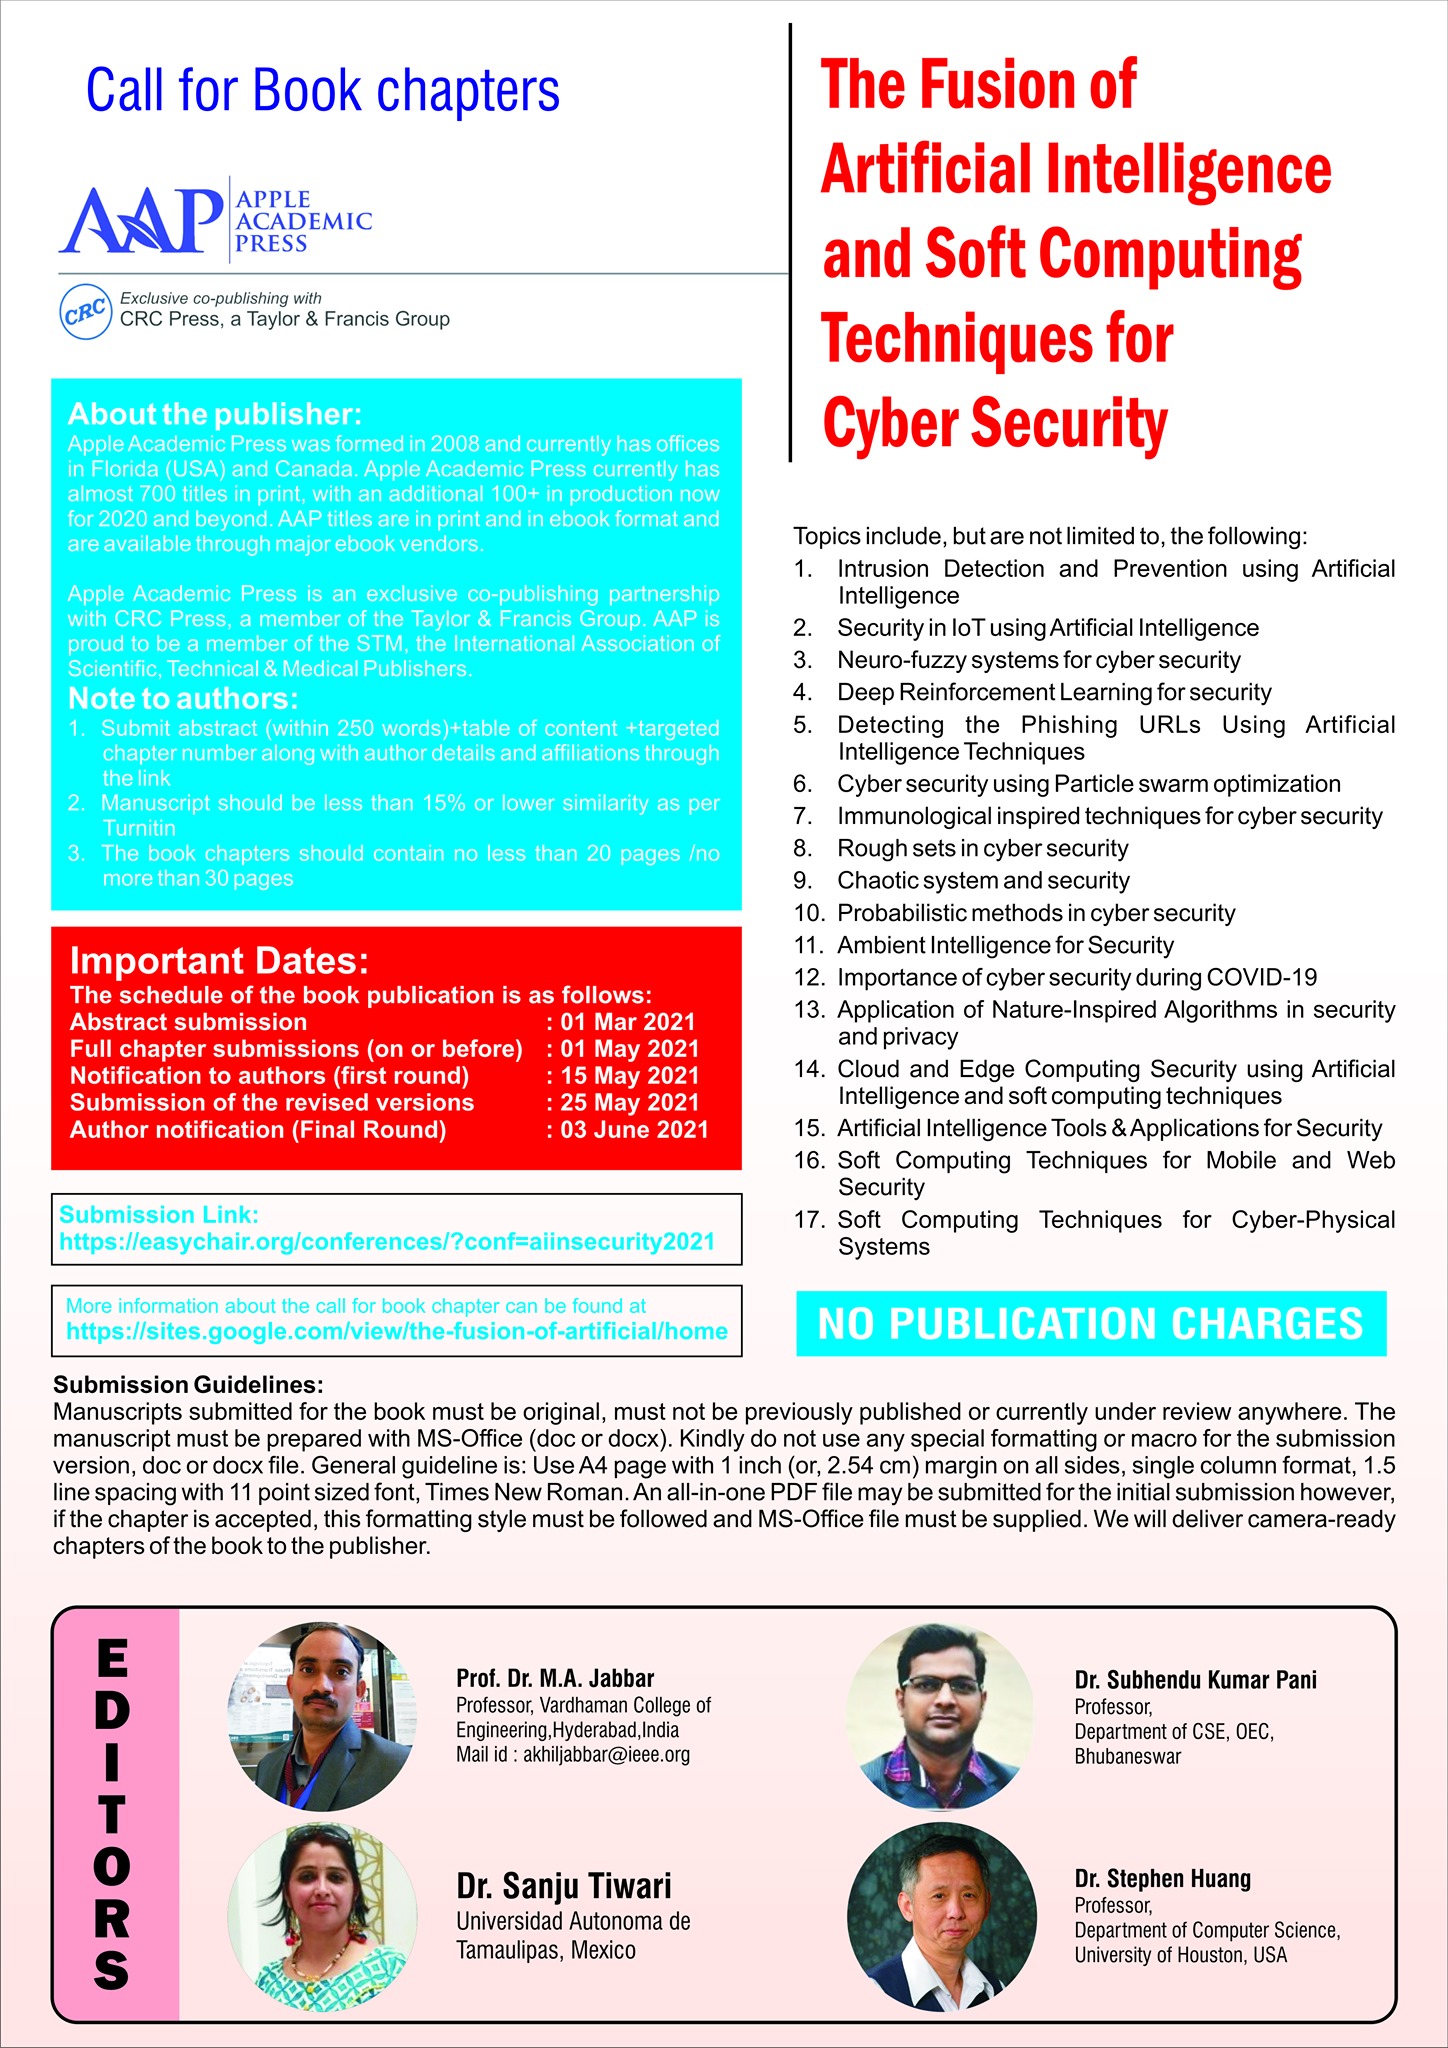 Call for Book chapters
AAP
APPLE
ACADEMIC
PRESS
CRC
Exclusive co-publishing with
CRC Press, a Taylor & Francis Group
The Fusion of
Artificial Intelligence
and Soft Computing
Techniques for
Cyber Security
About the publisher:
Apple Academic Press was formed in 2008 and currently has offices
in Florida (USA) and Canada. Apple Academic Press currently has
almost 700 titles in print, with an additional 100+ in production now
for 2020 and beyond. AAP titles are in print and in ebook format and
are available through major ebook vendors.
Apple Academic Press is an exclusive co-publishing partnership
with CRC Press, a member of the Taylor & Francis Group. AAP is
proud to be a member of the STM, the International Association of
Scientific, Technical & Medical Publishers.
Note to authors:
1. Submit abstract (within 250 words)+table of content +targeted
chapter number along with author details and affiliations through
the link
2. Manuscript should be less than 15% or lower similarity as per
Turnitin
3. The book chapters should contain no less than 20 pages /no
more than 30 pages
Important Dates:
The schedule of the book publication is as follows:
Abstract submission : 01 Mar 2021
Full chapter submissions (on or before) : 01 May 2021
Notification to authors (first round) : 15 May 2021
Submission of the revised versions : 25 May 2021
Author notification (Final Round) : 03 June 2021
Submission Link:
https://easychair.org/conferences/?conf=aiinsecurity2021
More information about the call for book chapter can be found at
https://sites.google.com/view/the-fusion-of-artificial/home
Topics include, but are not limited to, the following:
1. Intrusion Detection and Prevention using Artificial
Intelligence
2. Security in IoT using Artificial Intelligence
3. Neuro-fuzzy systems for cyber security
4. Deep Reinforcement Learning for security
5. Detecting the Phishing URLs Using Artificial
Intelligence Techniques
6. Cyber security using Particle swarm optimization
7. Immunological inspired techniques for cyber security
8. Rough sets in cyber security
9. Chaotic system and security
10. Probabilistic methods in cyber security
11. Ambient Intelligence for Security
12. Importance of cyber security during COVID-19
13. Application of Nature-Inspired Algorithms in security
and privacy
14. Cloud and Edge Computing Security using Artificial
Intelligence and soft computing techniques
15. Artificial Intelligence Tools & Applications for Security
16. Soft Computing Techniques for Mobile and Web
Security
17. Soft Computing Techniques for Cyber-Physical
Systems
NO PUBLICATION CHARGES
Submission Guidelines:
Manuscripts submitted for the book must be original, must not be previously published or currently under review anywhere. The
manuscript must be prepared with MS-Office (doc or docx). Kindly do not use any special formatting or macro for the submission
version, doc or docx file. General guideline is: Use A4 page with 1 inch (or, 2.54 cm) margin on all sides, single column format, 1.5
line spacing with 11 point sized font, Times New Roman. An all-in-one PDF file may be submitted for the initial submission however,
if the chapter is accepted, this formatting style must be followed and MS-Office file must be supplied. We will deliver camera-ready
chapters of the book to the publisher.
EDITORS
Prof. Dr. M.A. Jabbar
Professor, Vardhaman College of
Engineering,Hyderabad,India
Mail id : akhiljabbar@ieee.org
Dr. Subhendu Kumar Pani
Professor,
Department of CSE, OEC,
Bhubaneswar
Dr. Sanju Tiwari
Universidad Autonoma de
Tamaulipas, Mexico
Dr. Stephen Huang
Professor,
Department of Computer Science,
University of Houston, USA